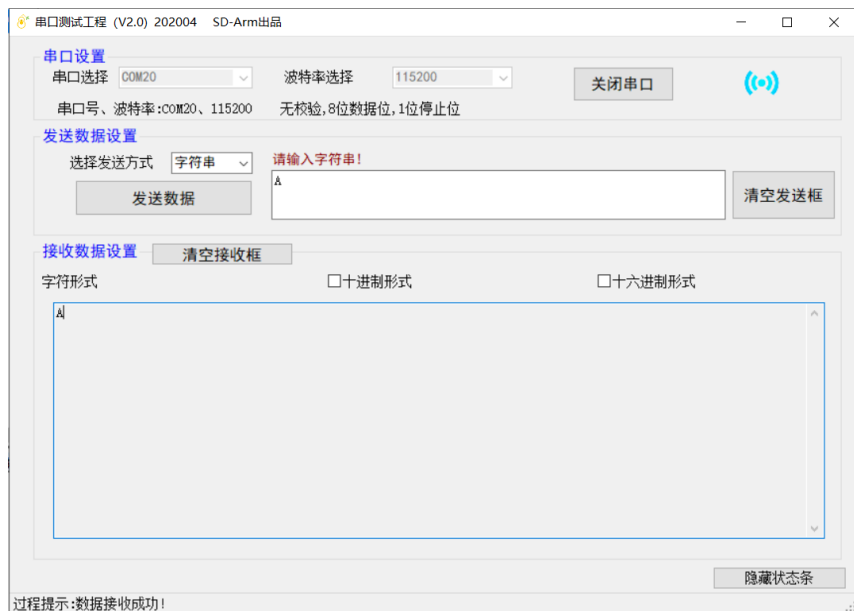 串口测试工程 (V2.0) 202004 SD-Arm出品
串口设置
串口选择 COM20 波特率选择 115200 关闭串口
串口号、波特率:COM20、115200 无校验,8位数据位,1位停止位
发送数据设置
选择发送方式 字符串 请输入字符串!
A
发送数据 清空发送框
接收数据设置 清空接收框
字符形式 十进制形式 十六进制形式
A
隐藏状态条
过程提示:数据接收成功!